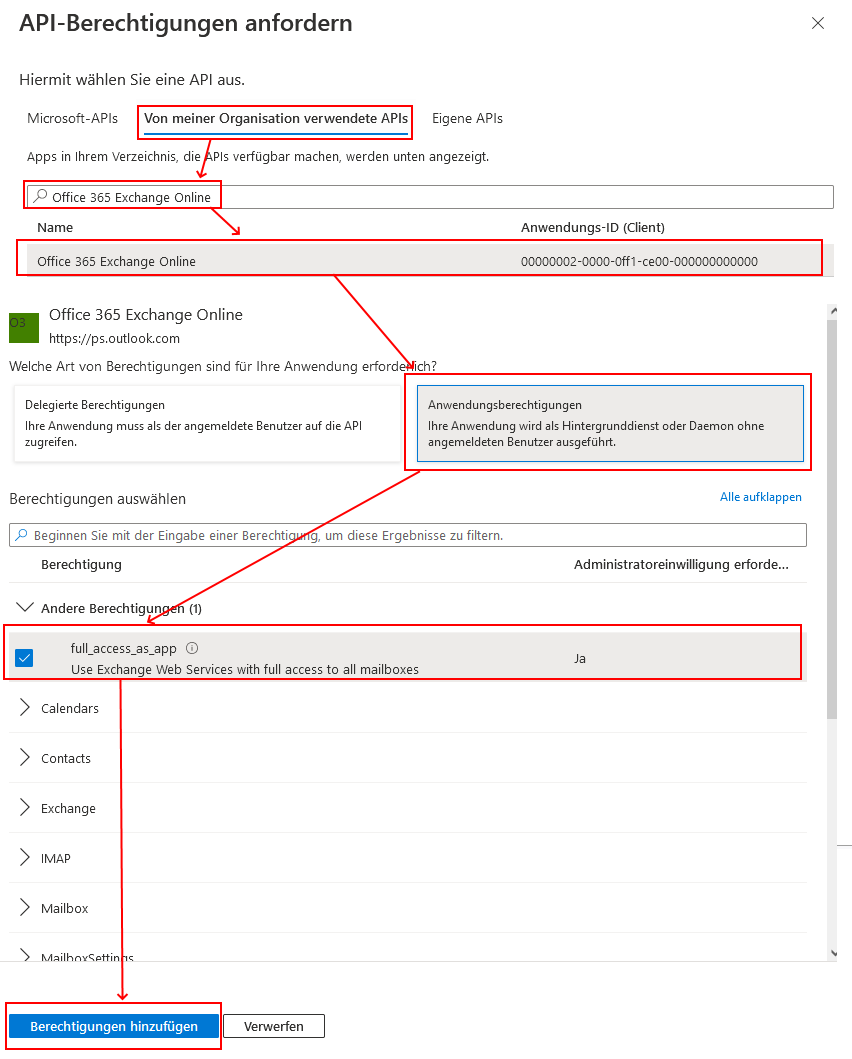 API-Berechtigungen anfordern
Hiermit wählen Sie eine API aus.
Microsoft-APIs Von meiner Organisation verwendete APIs Eigene APIs
Apps in Ihrem Verzeichnis, die APIs verfügbar machen, werden unten angezeigt.
Office 365 Exchange Online
Name Anwendungs-ID (Client)
Office 365 Exchange Online 00000002-0000-0ff1-ce00-000000000000
O3
Office 365 Exchange Online
https://ps.outlook.com
Welche Art von Berechtigungen sind für Ihre Anwendung erforderlich?
Delegierte Berechtigungen
Ihre Anwendung muss als der angemeldete Benutzer auf die API
zugreifen.
Anwendungsberechtigungen
Ihre Anwendung wird als Hintergrunddienst oder Daemon ohne
angemeldeten Benutzer ausgeführt.
Berechtigungen auswählen Alle aufklappen
Beginnen Sie mit der Eingabe einer Berechtigung, um diese Ergebnisse zu filtern.
Berechtigung Administratoreinwilligung erforde...
Andere Berechtigungen (1)
full_access_as_app
Use Exchange Web Services with full access to all mailboxes
Ja
Calendars
Contacts
Exchange
IMAP
Mailbox
MailboxSettings
Berechtigungen hinzufügen Verwerfen